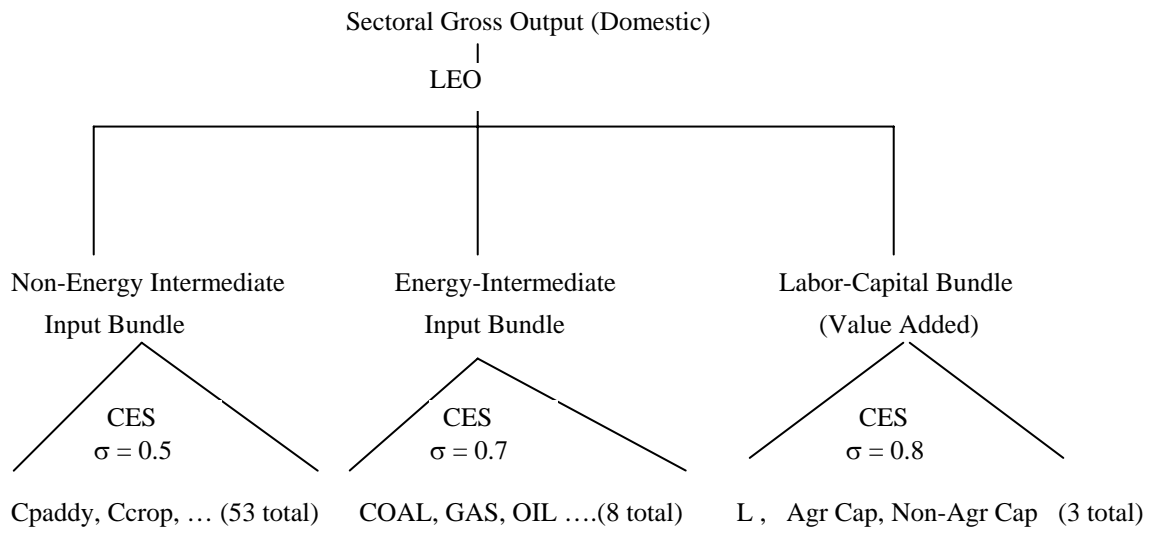 Sectoral Gross Output (Domestic)
LEO
Non-Energy Intermediate
Input Bundle
Energy-Intermediate
Input Bundle
Labor-Capital Bundle
(Value Added)
CES
σ = 0.5
CES
σ = 0.7
CES
σ = 0.8
Cpaddy, Ccrop, … (53 total)
COAL, GAS, OIL ….(8 total)
L , Agr Cap, Non-Agr Cap (3 total)